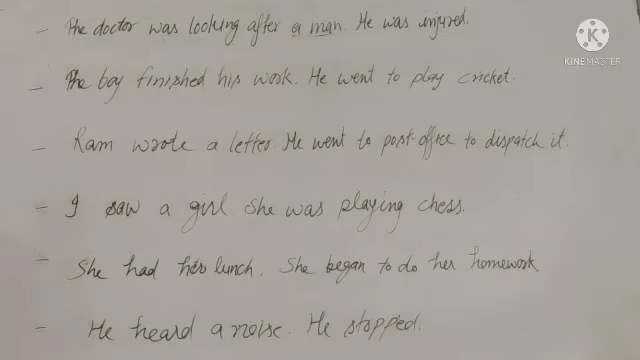 - The doctor was looking after a man. He was injured.
K
KINEMASTER
- The boy finished his work. He went to play cricket.
- Ram wrote a letter. He went to post-office to dispatch it.
- I saw a girl. She was playing chess.
- She had her lunch. She began to do her homework
- He heard a noise. He stopped.